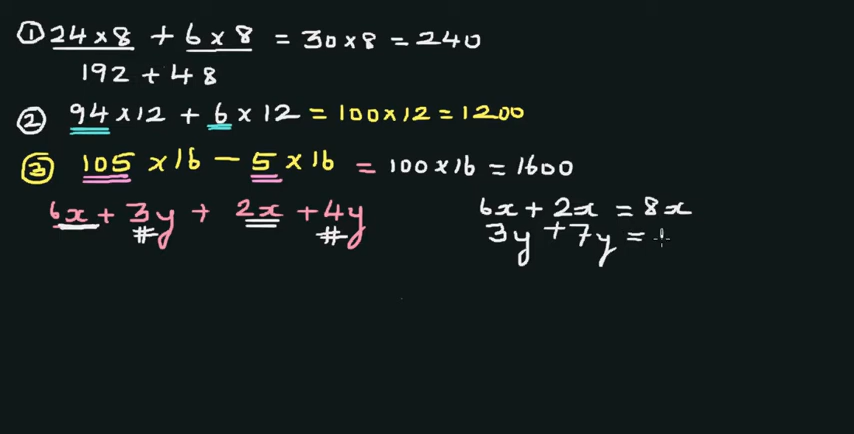 ① 24 × 8 + 6 × 8 = 30 × 8 = 240
192 + 48
② 94 × 12 + 6 × 12 = 100 × 12 = 1200
③ 105 × 16 − 5 × 16 = 100 × 16 = 1600
6x + 3y + 2x + 4y
# #
6x + 2x = 8x
3y + 7y =